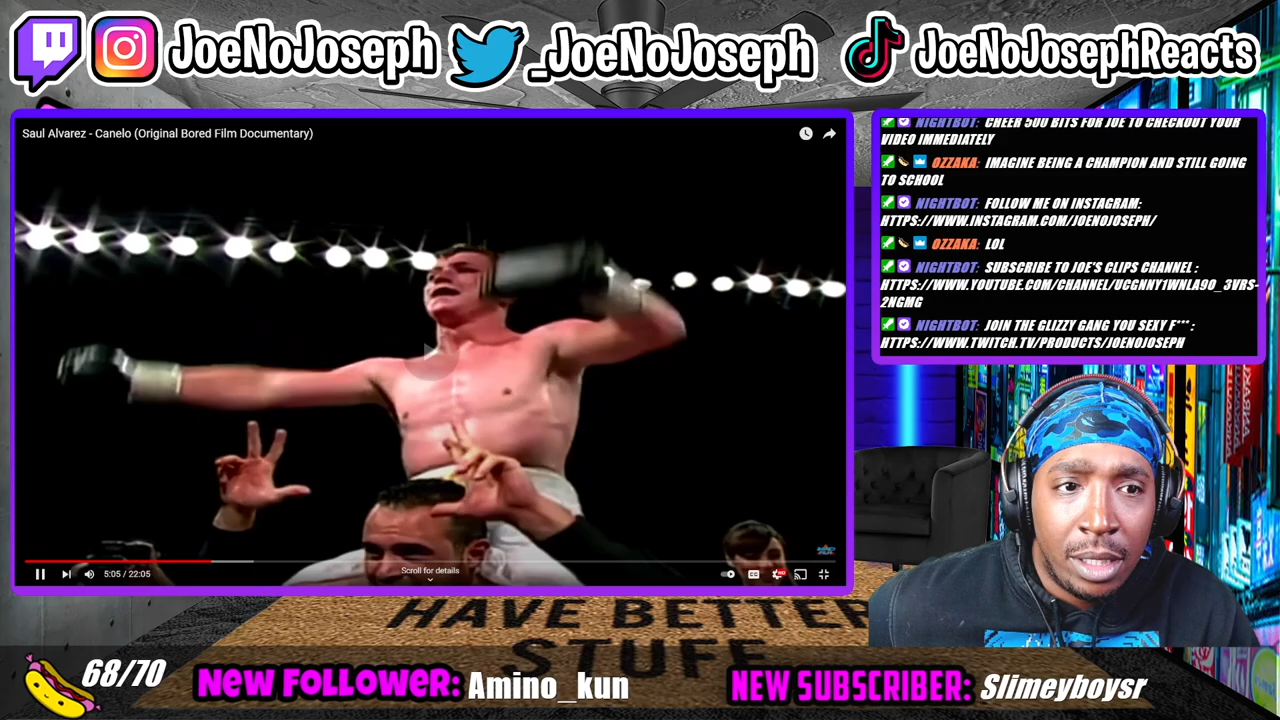 JoeNoJoseph
_JoeNoJoseph
JoeNoJosephReacts
Saul Alvarez - Canelo (Original Bored Film Documentary)
NIGHTBOT: CHEER 500 BITS FOR JOE TO CHECKOUT YOUR
VIDEO IMMEDIATELY
OZZAKA: IMAGINE BEING A CHAMPION AND STILL GOING
TO SCHOOL
NIGHTBOT: FOLLOW ME ON INSTAGRAM:
HTTPS://WWW.INSTAGRAM.COM/JOENOJOSEPH/
OZZAKA: LOL
NIGHTBOT: SUBSCRIBE TO JOE'S CLIPS CHANNEL :
HTTPS://WWW.YOUTUBE.COM/CHANNEL/UCGNNY1WNLA90_3VRS-
2NGMG
NIGHTBOT: JOIN THE GLIZZY GANG YOU SEXY F*** :
HTTPS://WWW.TWITCH.TV/PRODUCTS/JOENOJOSEPH
5:05 / 22:05
Scroll for details
CC
HD
HAVE BETTER
STUFF
68/70
NEW FOLLOWER: Amino_kun
NEW SUBSCRIBER: Slimeyboysr